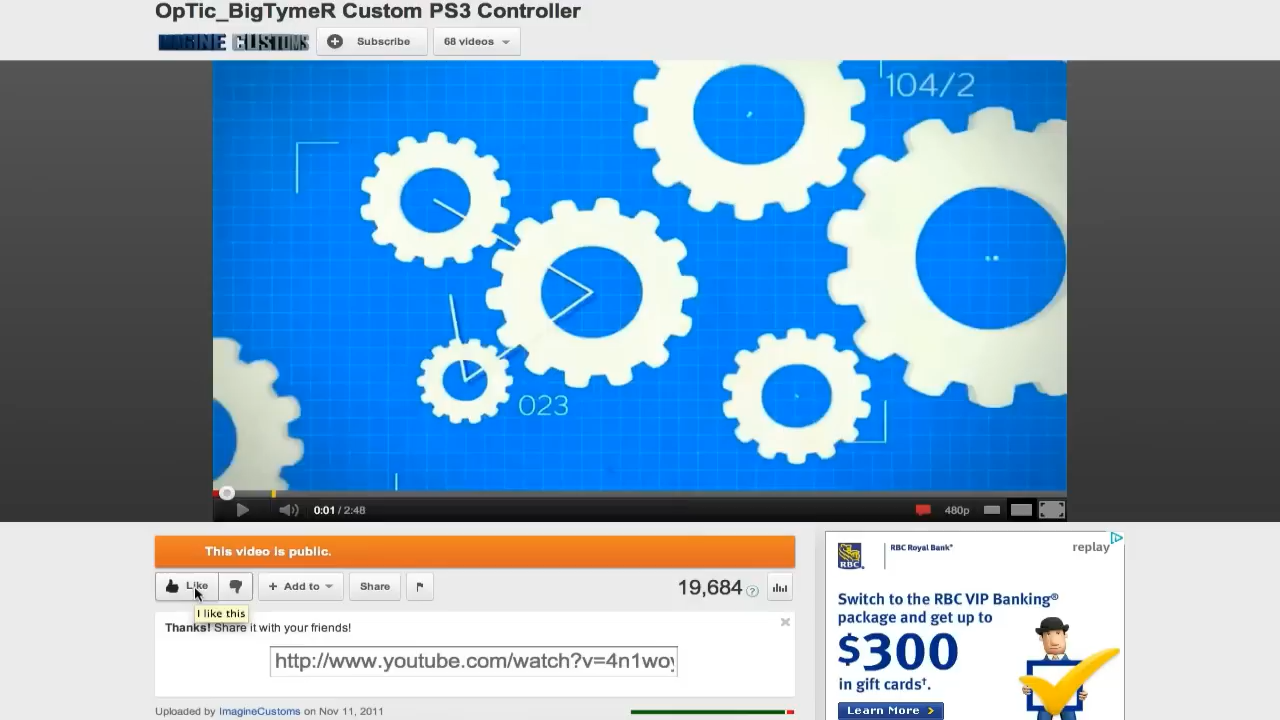 OpTic_BigTymeR Custom PS3 Controller
IMAGINE CUSTOMS
Subscribe
68 videos
104/2
023
0:01 / 2:48
480p
This video is public.
Like
Add to
Share
19,684
I like this
Thanks! Share it with your friends!
http://www.youtube.com/watch?v=4n1wo
Uploaded by ImagineCustoms on Nov 11, 2011
RBC
RBC Royal Bank®
replay
Switch to the RBC VIP Banking®
package and get up to
$300
in gift cards†.
Learn More >